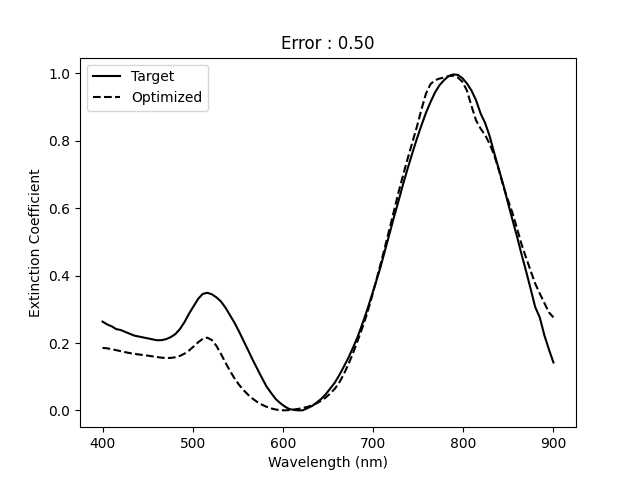 Error : 0.50
Target
Optimized
Extinction Coefficient
1.0
0.8
0.6
0.4
0.2
0.0
400 500 600 700 800 900
Wavelength (nm)